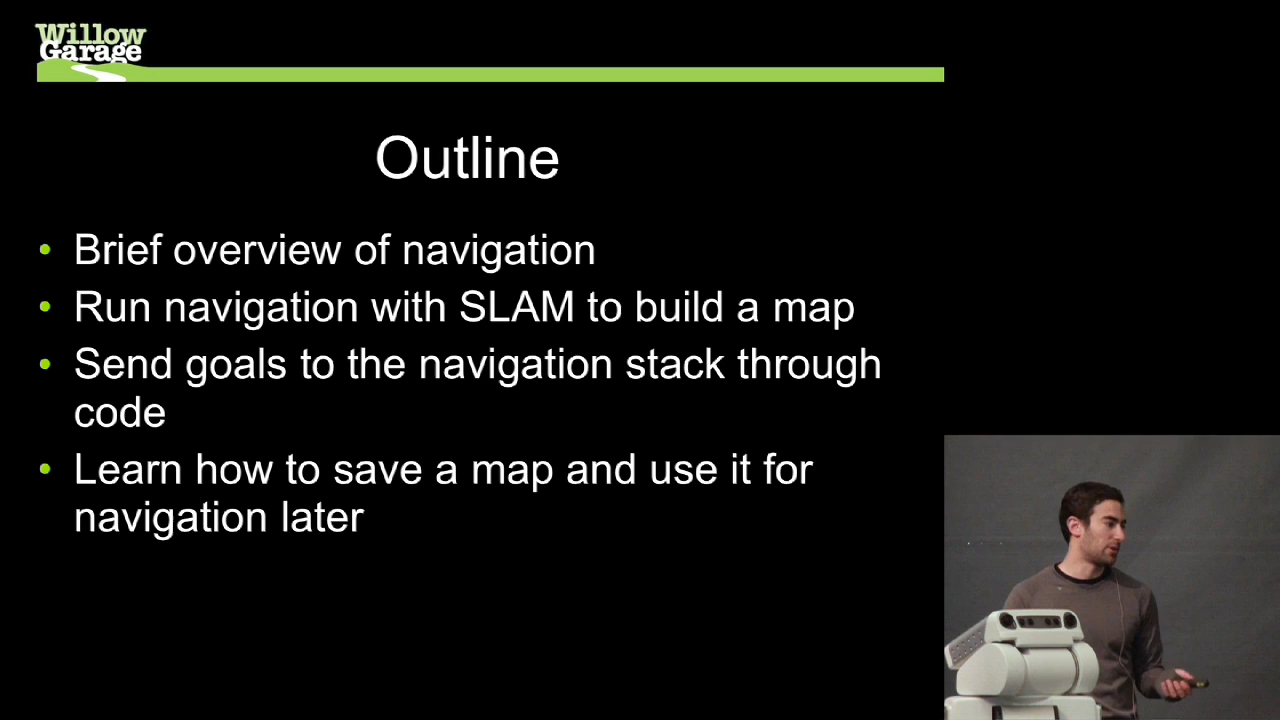 Willow
Garage
Outline
• Brief overview of navigation
• Run navigation with SLAM to build a map
• Send goals to the navigation stack through
code
• Learn how to save a map and use it for
navigation later